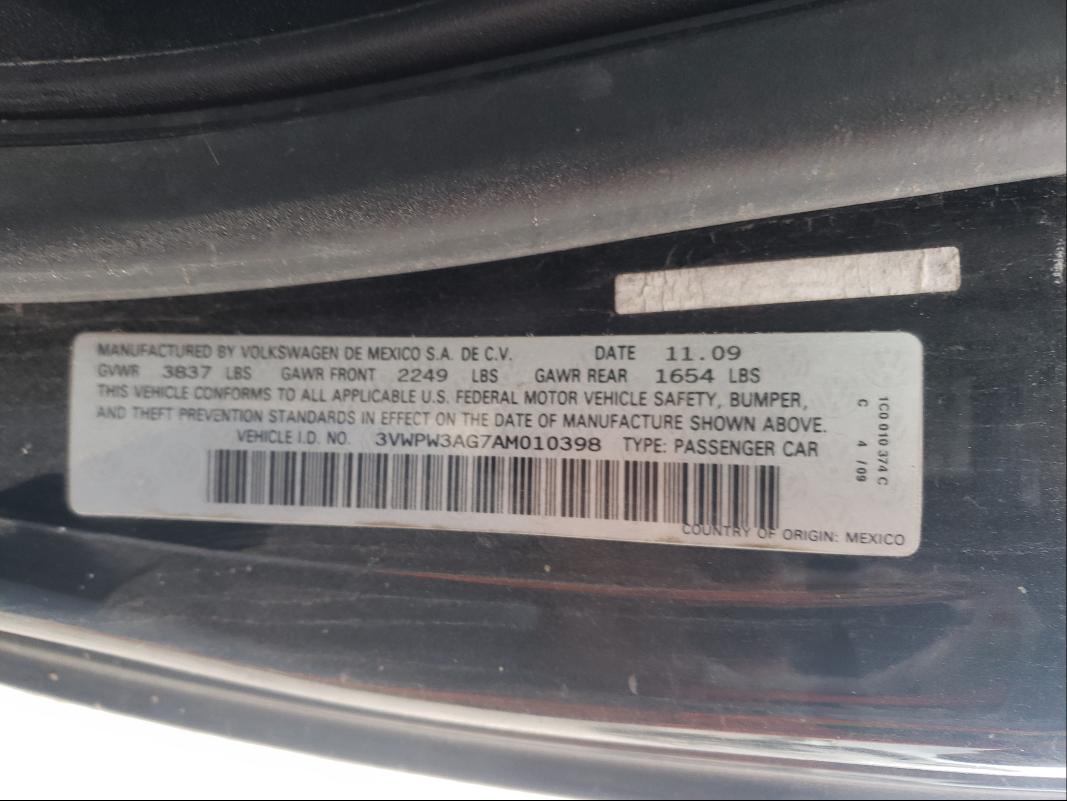 MANUFACTURED BY VOLKSWAGEN DE MEXICO S.A. DE C.V. DATE 11.09
GVWR 3837 LBS GAWR FRONT 2249 LBS GAWR REAR 1654 LBS
THIS VEHICLE CONFORMS TO ALL APPLICABLE U.S. FEDERAL MOTOR VEHICLE SAFETY, BUMPER,
AND THEFT PREVENTION STANDARDS IN EFFECT ON THE DATE OF MANUFACTURE SHOWN ABOVE.
VEHICLE I.D. NO. 3VWPW3AG7AM010398 TYPE: PASSENGER CAR
COUNTRY OF ORIGIN: MEXICO
1C0 010 374 C
C 4 /09